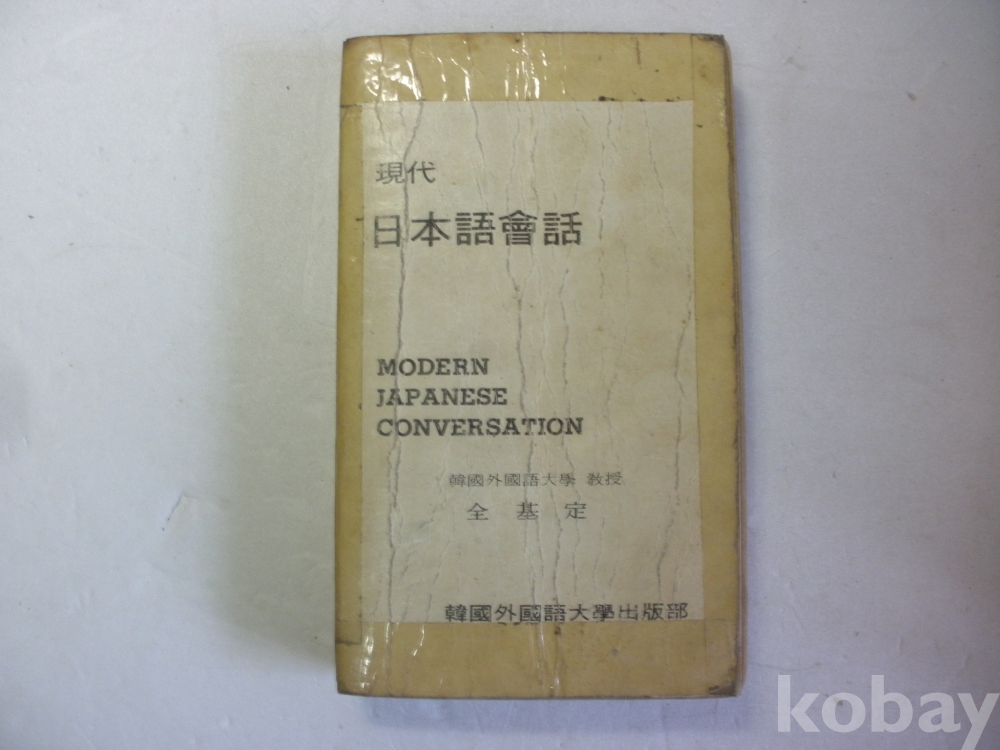 現代
日本語會話
MODERN
JAPANESE
CONVERSATION
韓國外國語大學 敎授
全 基 定
韓國外國語大學出版部
kobay